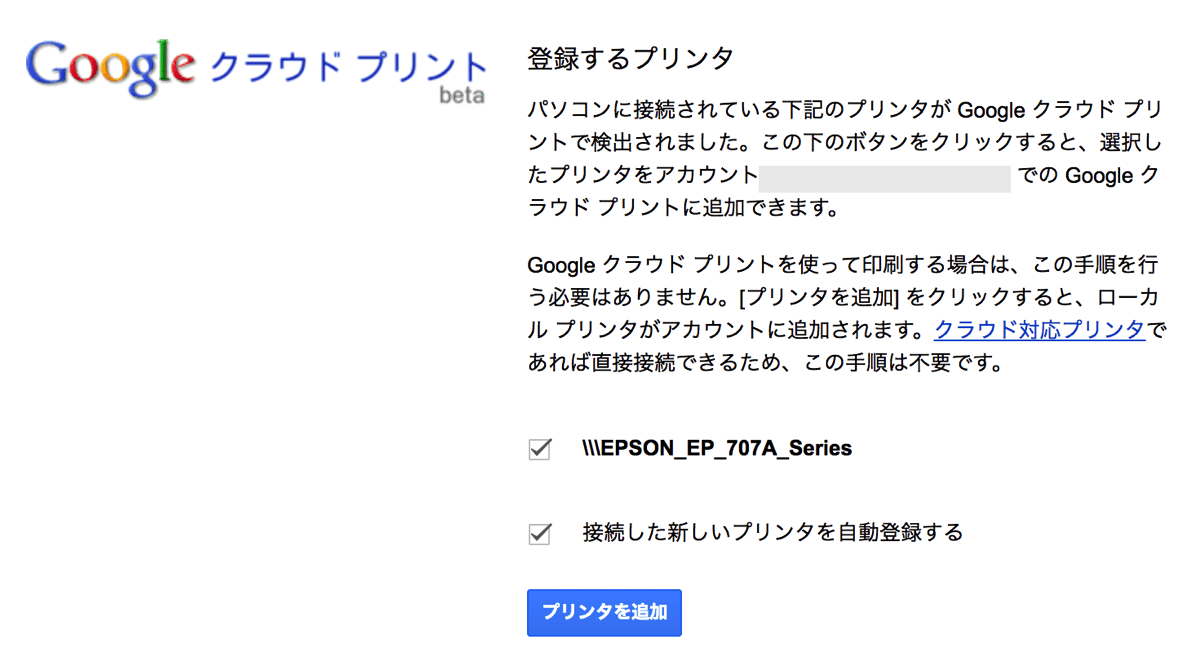 Google クラウド プリント
beta
登録するプリンタ
パソコンに接続されている下記のプリンタが Google クラウド プリ
ントで検出されました。この下のボタンをクリックすると、選択し
たプリンタをアカウント での Google ク
ラウド プリントに追加できます。
Google クラウド プリントを使って印刷する場合は、この手順を行
う必要はありません。[プリンタを追加] をクリックすると、ローカ
ル プリンタがアカウントに追加されます。クラウド対応プリンタで
あれば直接接続できるため、この手順は不要です。
\\\EPSON_EP_707A_Series
接続した新しいプリンタを自動登録する
プリンタを追加